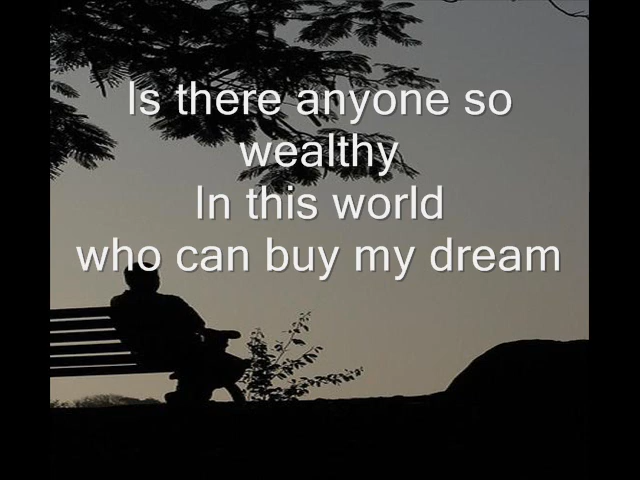 Is there anyone so
wealthy
In this world
who can buy my dream